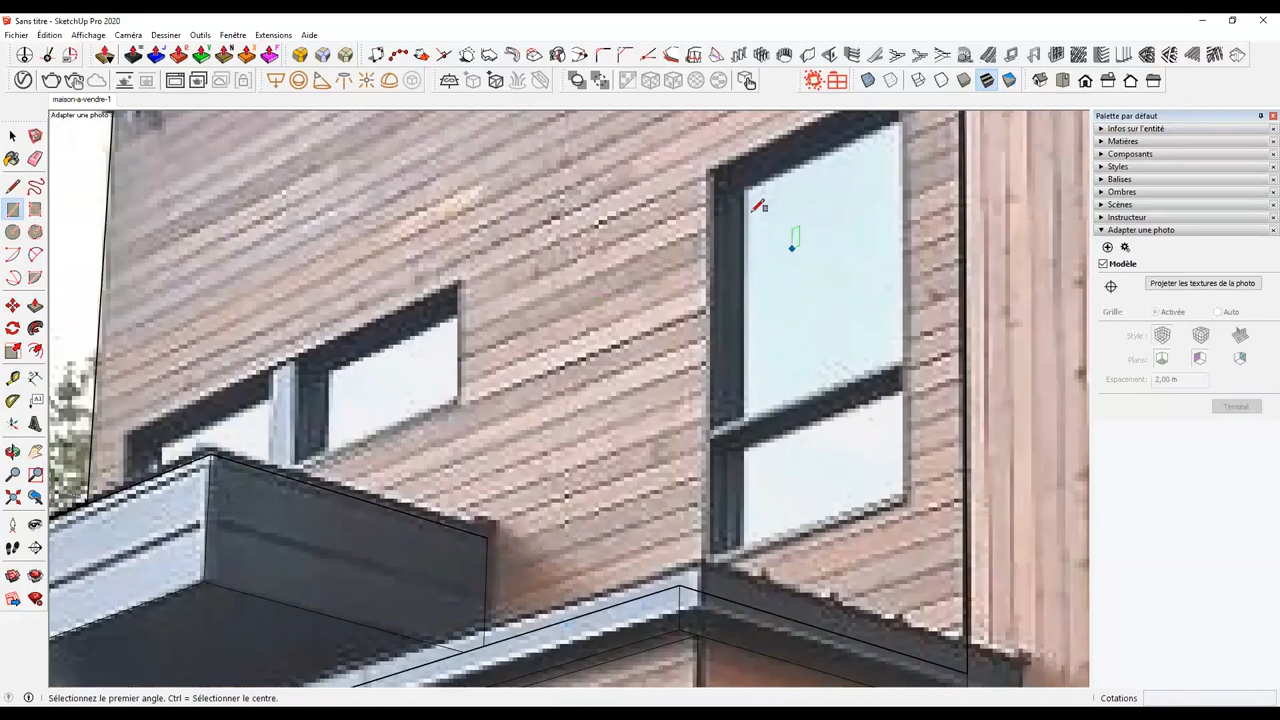 Sans titre - SketchUp Pro 2020
Fichier Édition Affichage Caméra Dessiner Outils Fenêtre Extensions Aide
maison-a-vendre-1
Adapter une photo
Palette par défaut
Infos sur l'entité
Matières
Composants
Styles
Balises
Ombres
Scènes
Instructeur
Adapter une photo
Modèle
Projeter les textures de la photo
Grille Activée Auto
Style :
Plans:
Espacement: 2,00 m
Terminé
Sélectionnez le premier angle. Ctrl = Sélectionner le centre.
Cotations